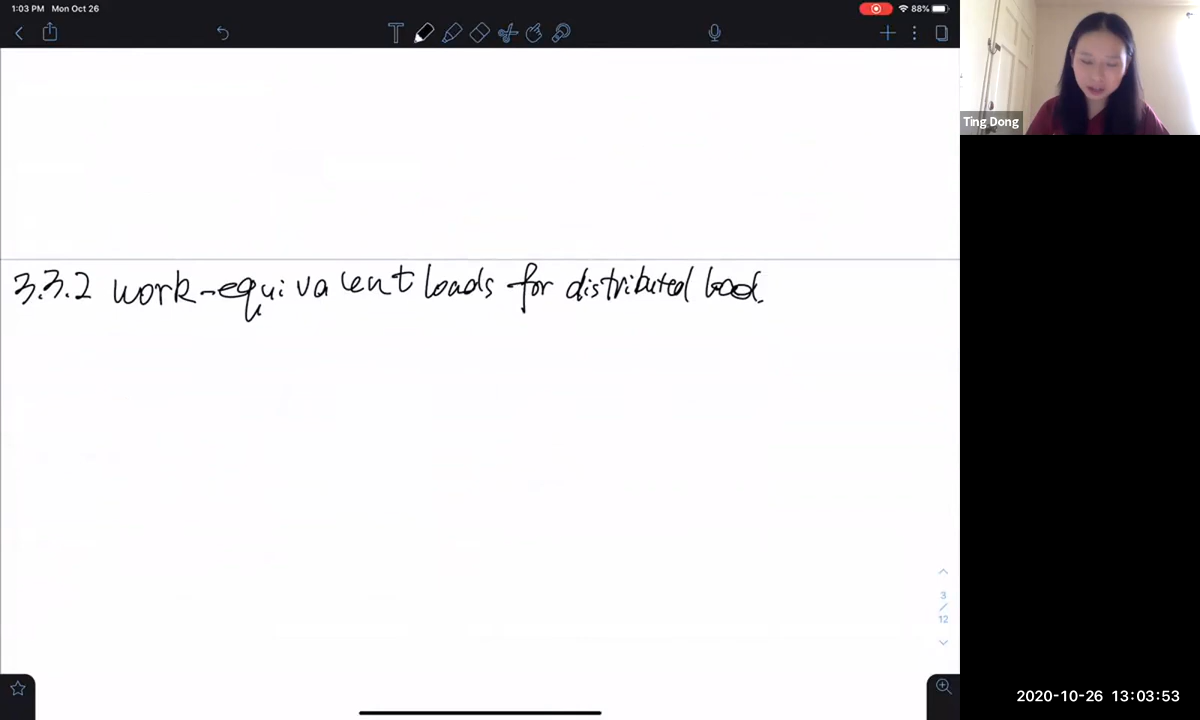 1:03 PM Mon Oct 26
88%
Ting Dong
3.3.2 work-equivalent loads for distributed load.
3
/
12
2020-10-26 13:03:53